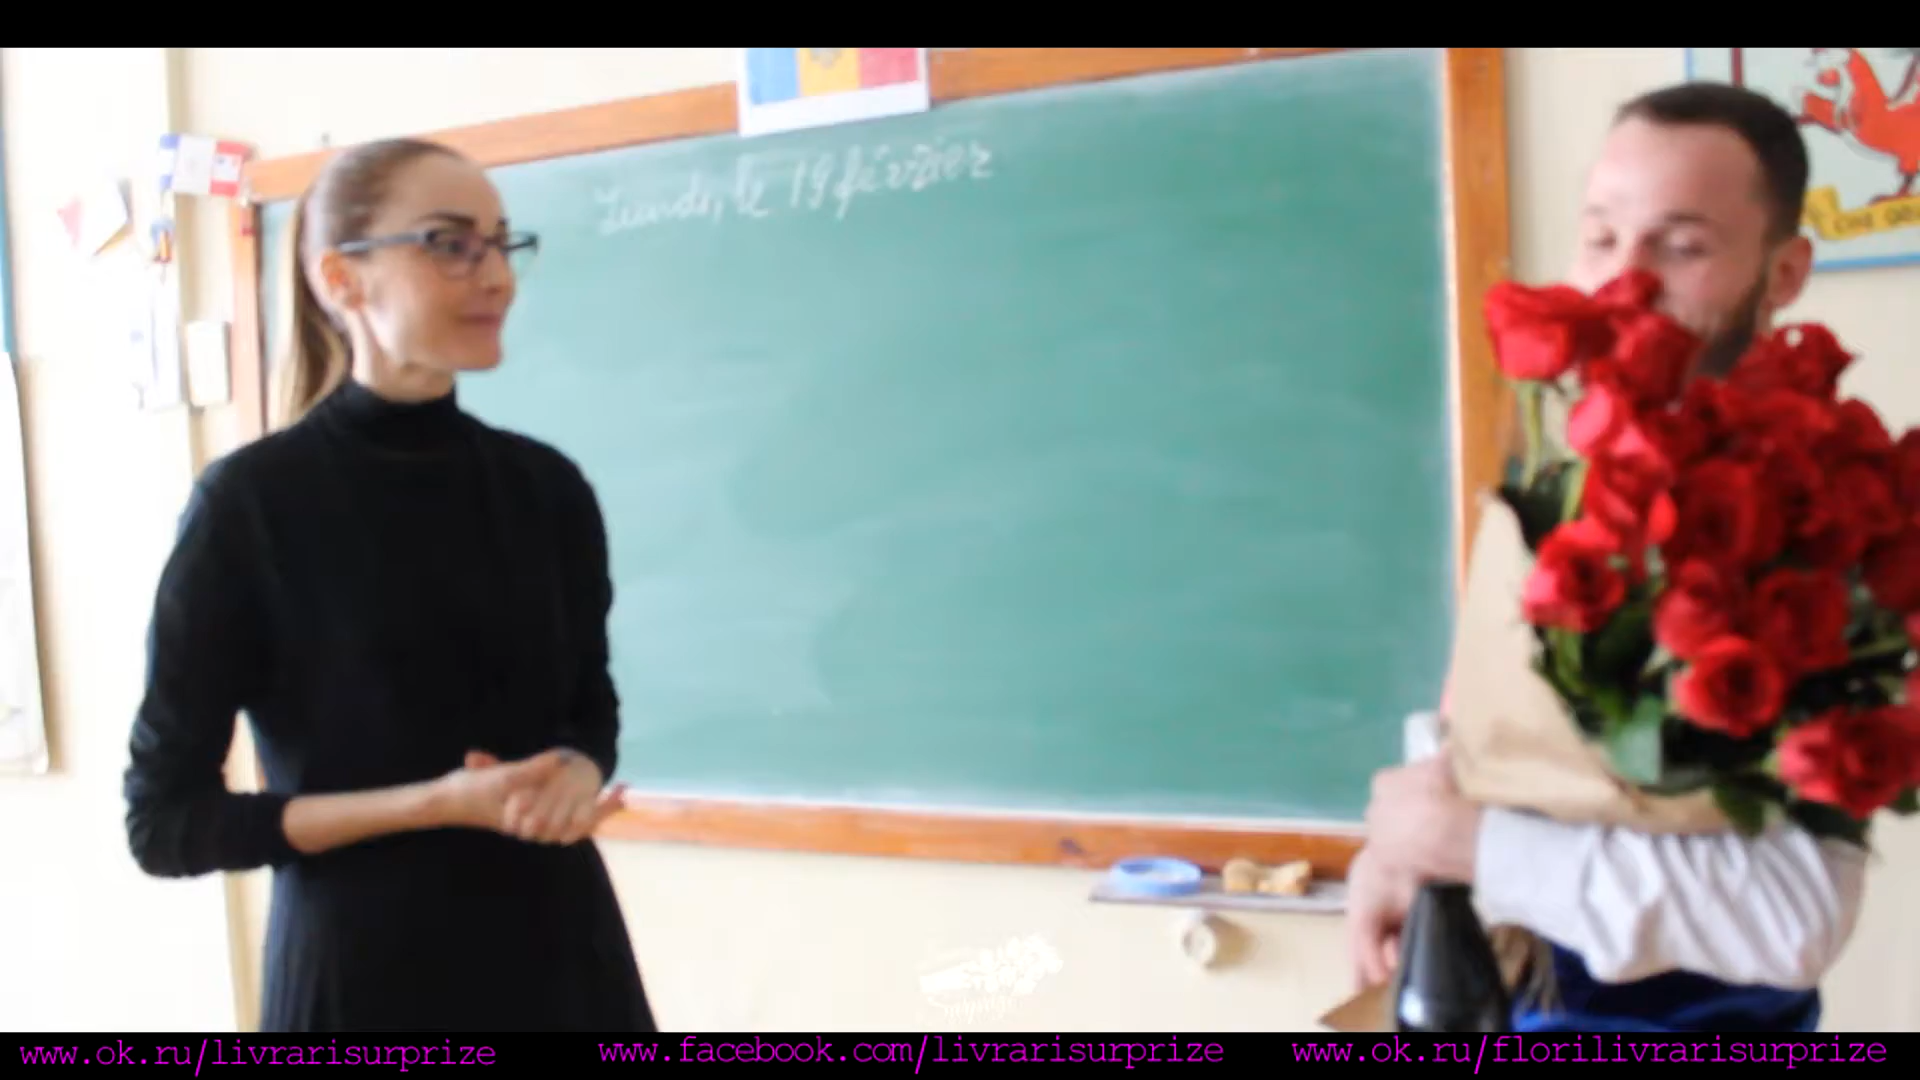 Lundi, le 19 février
www.ok.ru/livrarisurprize
www.facebook.com/livrarisurprize
www.ok.ru/florilivrarisurprize